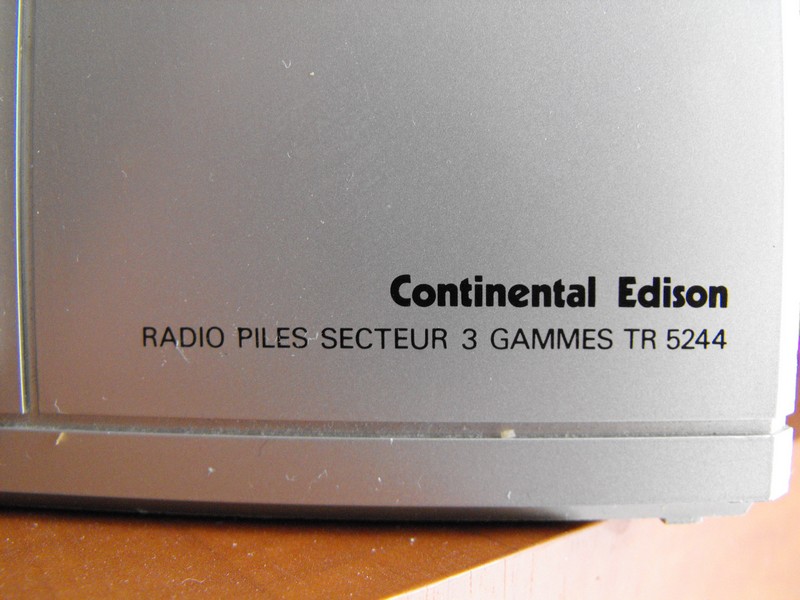 Continental Edison
RADIO PILES SECTEUR 3 GAMMES TR 5244